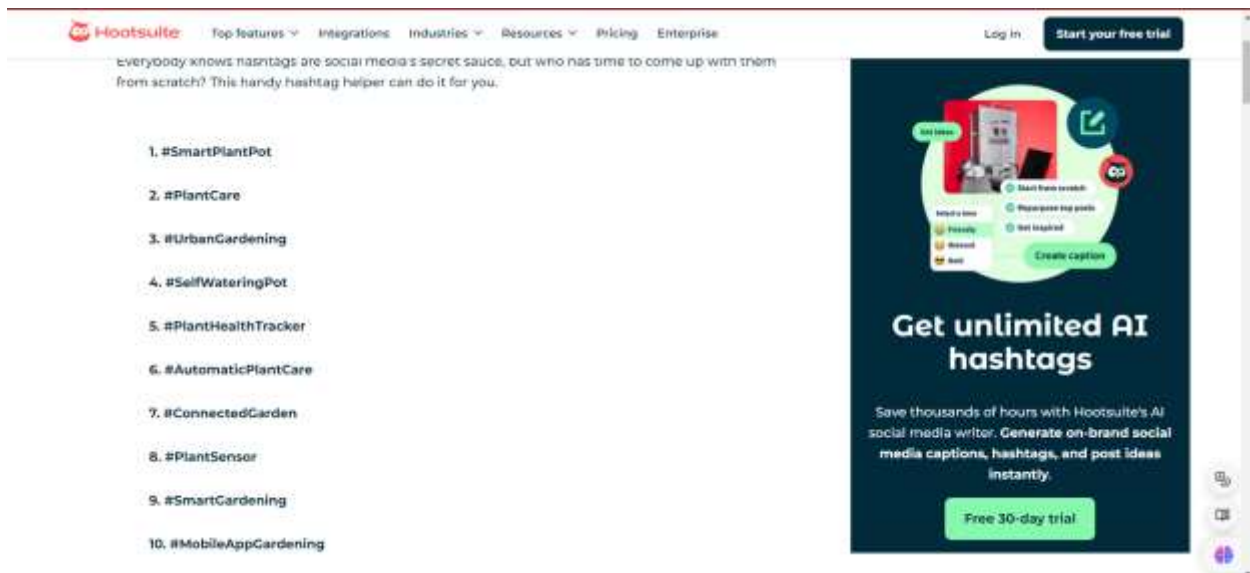 Hootsuite
Top features Integrations Industries Resources Pricing Enterprise
Log in
Start your free trial
Everybody knows hashtags are social media's secret sauce, but who has time to come up with them
from scratch? This handy hashtag helper can do it for you.
1. #SmartPlantPot
2. #PlantCare
3. #UrbanGardening
4. #SelfWateringPot
5. #PlantHealthTracker
6. #AutomaticPlantCare
7. #ConnectedGarden
8. #PlantSensor
9. #SmartGardening
10. #MobileAppGardening
Get ideas
Start from scratch
Repurpose top posts
Get inspired
Select a tone
Friendly
Create caption
Get unlimited AI
hashtags
Save thousands of hours with Hootsuite's AI
social media writer. Generate on-brand social
media captions, hashtags, and post ideas
instantly.
Free 30-day trial